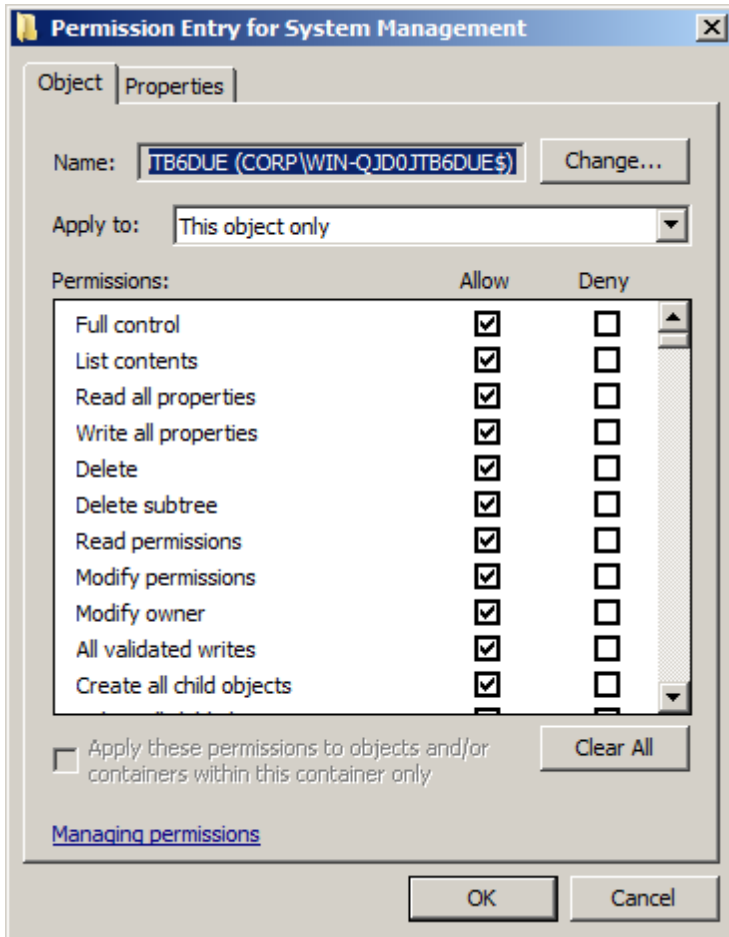 Permission Entry for System Management
Object Properties
Name: JTB6DUE (CORP\WIN-QJD0JTB6DUE$) Change...
Apply to: This object only
Permissions: Allow Deny
Full control
List contents
Read all properties
Write all properties
Delete
Delete subtree
Read permissions
Modify permissions
Modify owner
All validated writes
Create all child objects
Apply these permissions to objects and/or
containers within this container only
Clear All
Managing permissions
OK Cancel